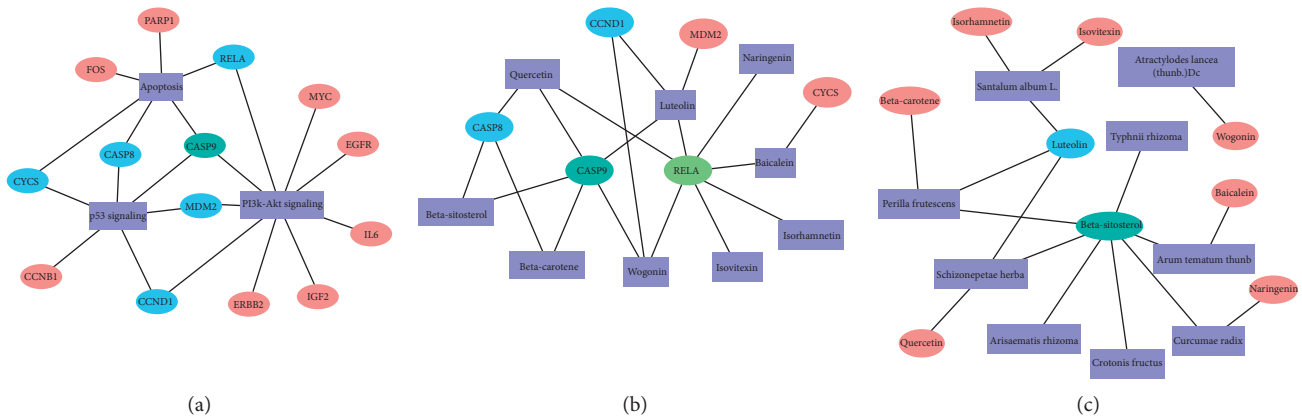 PARP1
RELA
FOS
Apoptosis
MYC
CASP8
CASP9
EGFR
CYCS
p53 signaling
MDM2
PI3k-Akt signaling
IL6
CCNB1
CCND1
ERBB2
IGF2
(a)
CCND1
MDM2
Naringenin
Quercetin
CYCS
Luteolin
CASP8
CASP9
RELA
Baicalein
Beta-sitosterol
Isorhamnetin
Beta-carotene
Wogonin
Isovitexin
(b)
Isorhamnetin
Isovitexin
Atractylodes lancea
(thunb.)Dc
Santalum album L.
Beta-carotene
Typhnii rhizoma
Wogonin
Luteolin
Baicalein
Perilla frutescens
Beta-sitosterol
Arum tematum thunb
Schizonepetae herba
Naringenin
Quercetin
Arisaematis rhizoma
Curcumae radix
Crotonis fructus
(c)